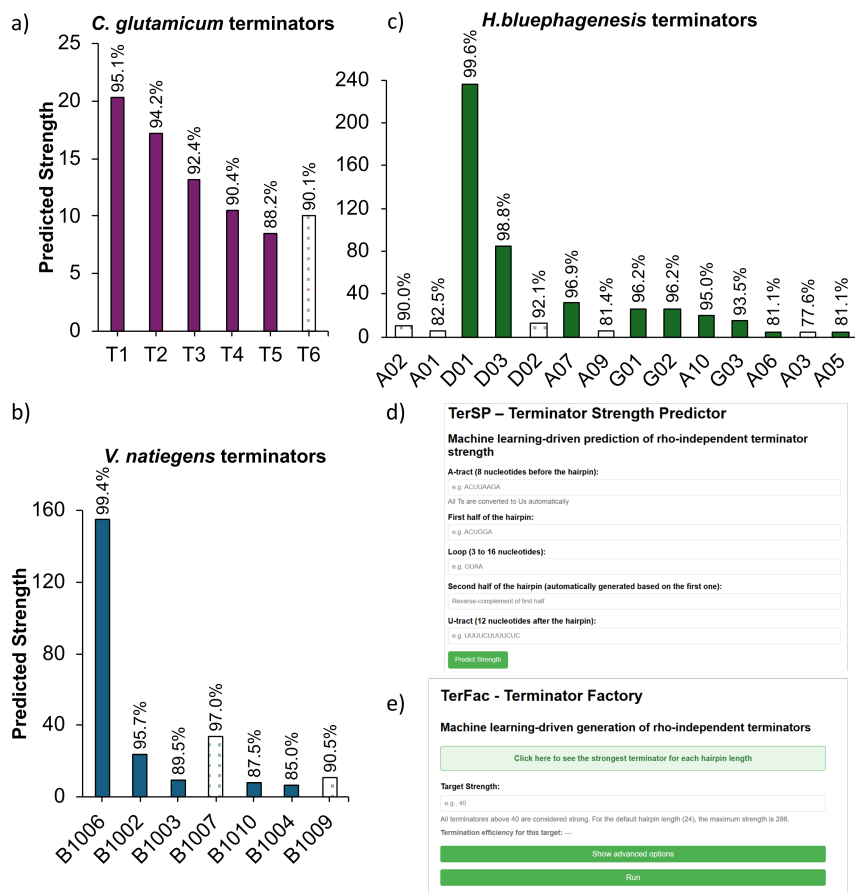 a)
C. glutamicum terminators
Predicted Strength
25
20
15
10
5
0
95.1%
94.2%
92.4%
90.4%
88.2%
90.1%
T1
T2
T3
T4
T5
T6
b)
V. natiegens terminators
Predicted Strength
160
120
80
40
0
99.4%
95.7%
89.5%
97.0%
87.5%
85.0%
90.5%
B1006
B1002
B1003
B1007
B1010
B1004
B1009
c)
H.bluephagenesis terminators
240
200
160
120
80
40
0
90.0%
82.5%
99.6%
98.8%
92.1%
96.9%
81.4%
96.2%
96.2%
95.0%
93.5%
81.1%
77.6%
81.1%
A02
A01
D01
D03
D02
A07
A09
G01
G02
A10
G03
A06
A03
A05
d)
TerSP – Terminator Strength Predictor
Machine learning-driven prediction of rho-independent terminator
strength
A-tract (8 nucleotides before the hairpin):
e.g. ACUUAAGA
All Ts are converted to Us automatically
First half of the hairpin:
e.g. ACUGGA
Loop (3 to 16 nucleotides):
e.g. GUAA
Second half of the hairpin (automatically generated based on the first one):
Reverse-complement of first half
U-tract (12 nucleotides after the hairpin):
e.g. UUUUCUUUUCUC
Predict Strength
e)
TerFac - Terminator Factory
Machine learning-driven generation of rho-independent terminators
Click here to see the strongest terminator for each hairpin length
Target Strength:
e.g., 40
All terminatores above 40 are considered strong. For the default hairpin length (24), the maximum strength is 286.
Termination efficiency for this target: —
Show advanced options
Run